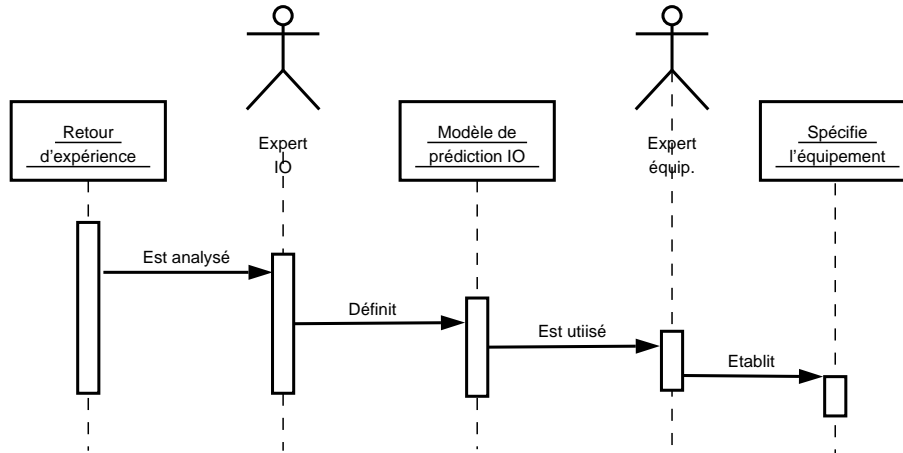 Retour
d'expérience
Expert
IO
Modèle de
prédiction IO
Expert
équip.
Spécifie
l'équipement
Est analysé
Définit
Est utiisé
Etablit